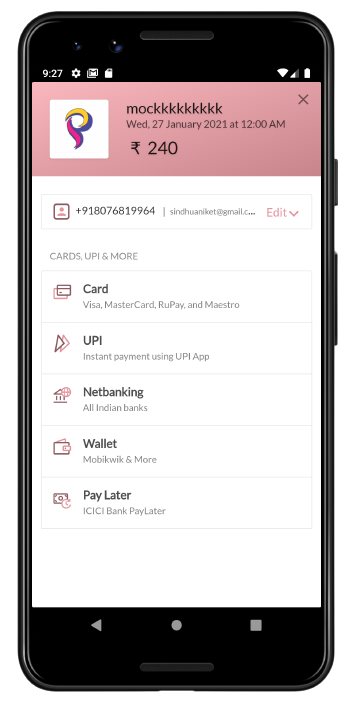 9:27
mockkkkkkkkk
Wed, 27 January 2021 at 12:00 AM
₹ 240
+918076819964 | sindhuaniket@gmail.c... Edit
CARDS, UPI & MORE
Card
Visa, MasterCard, RuPay, and Maestro
UPI
Instant payment using UPI App
Netbanking
All Indian banks
Wallet
Mobikwik & More
Pay Later
ICICI Bank PayLater